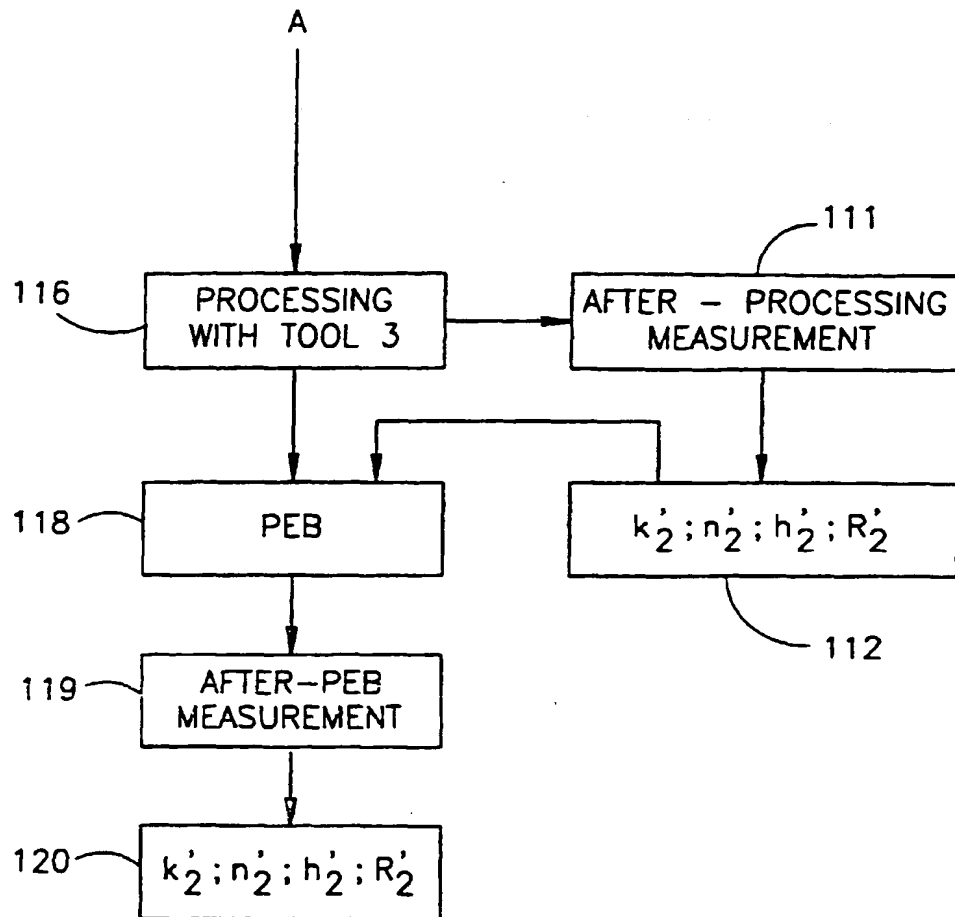 A
111
116
PROCESSING
WITH TOOL 3
AFTER - PROCESSING
MEASUREMENT
118
PEB
k'2 ; n'2 ; h'2 ; R'2
112
119
AFTER-PEB
MEASUREMENT
120
k'2 ; n'2 ; h'2 ; R'2